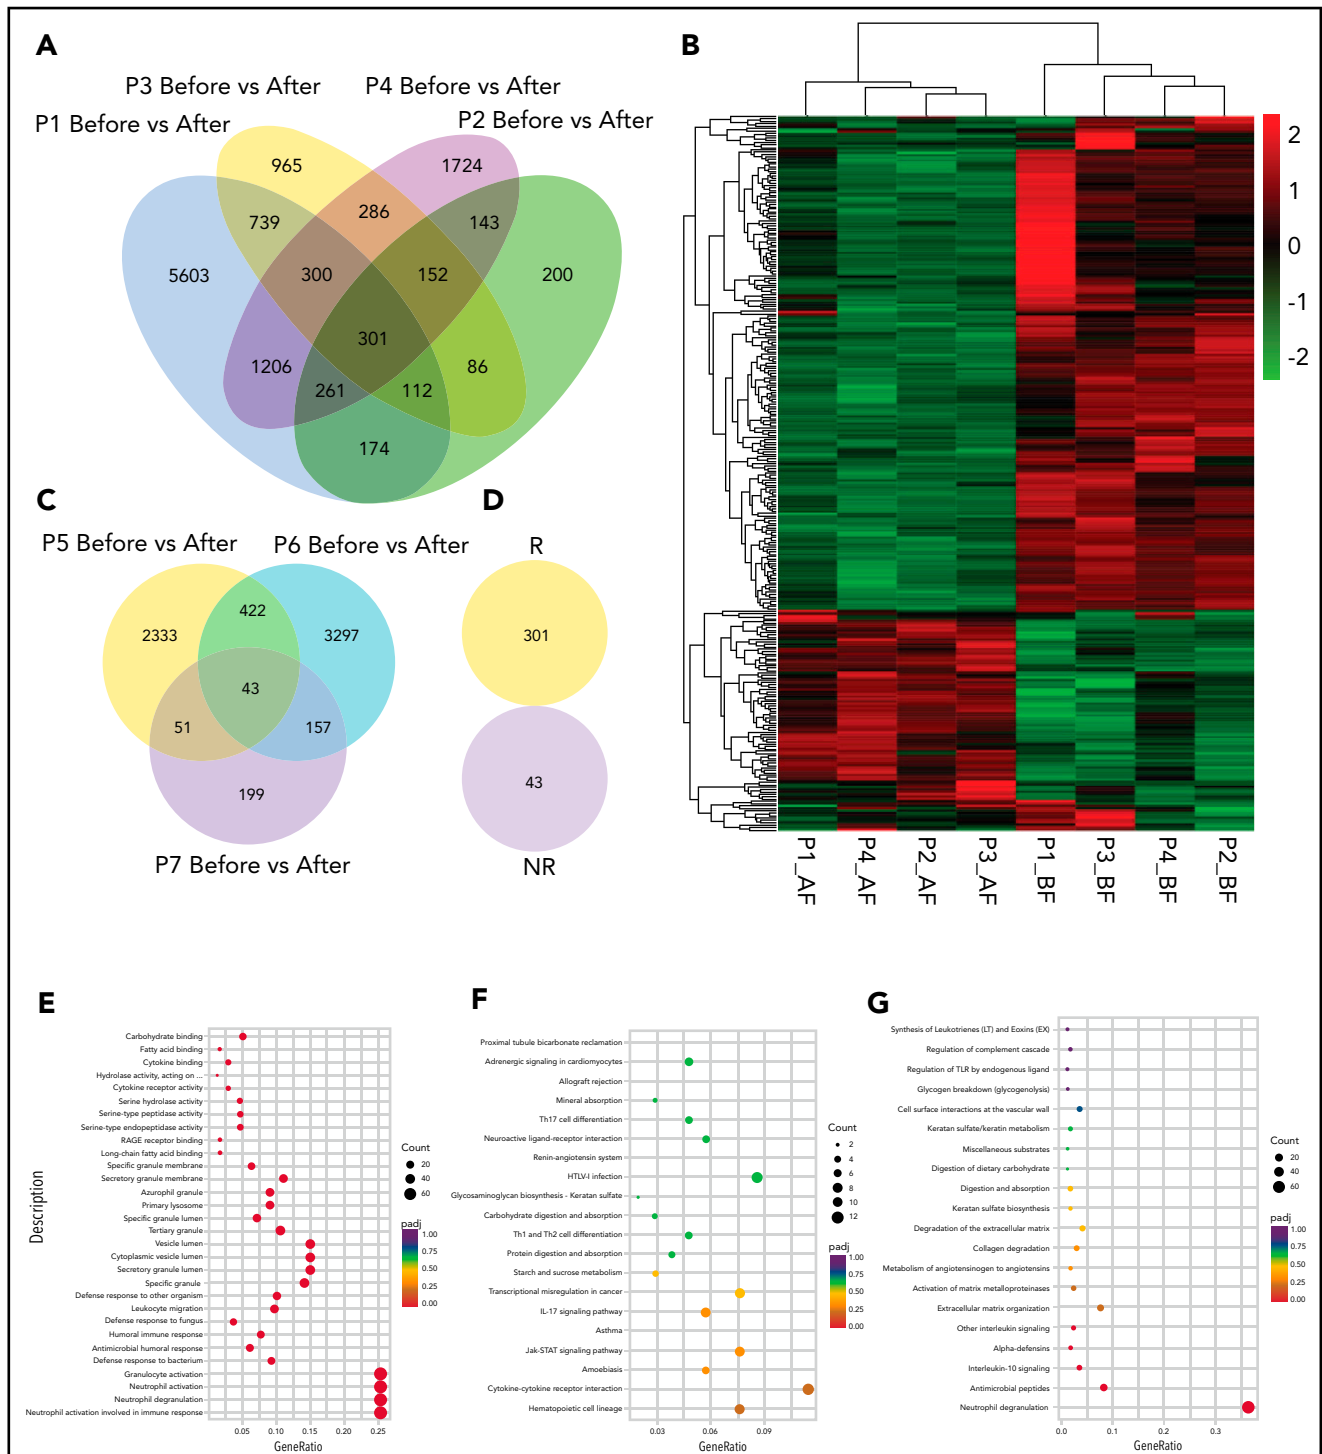 A
P3 Before vs After
P4 Before vs After
P1 Before vs After
P2 Before vs After
965
1724
739
286
143
5603
300
152
200
301
1206
261
112
86
174
B
2
1
0
-1
-2
P1_AF
P4_AF
P2_AF
P3_AF
P1_BF
P3_BF
P4_BF
P2_BF
C
P5 Before vs After
P6 Before vs After
422
2333
3297
43
51
157
199
P7 Before vs After
D
R
301
43
NR
E
Description
Carbohydrate binding
Fatty acid binding
Cytokine binding
Hydrolase activity, acting on ...
Cytokine receptor activity
Serine hydrolase activity
Serine-type peptidase activity
Serine-type endopeptidase activity
RAGE receptor binding
Long-chain fatty acid binding
Specific granule membrane
Secretory granule membrane
Azurophil granule
Primary lysosome
Specific granule lumen
Tertiary granule
Vesicle lumen
Cytoplasmic vesicle lumen
Secretory granule lumen
Specific granule
Defense response to other organism
Leukocyte migration
Defense response to fungus
Humoral immune response
Antimicrobial humoral response
Defense response to bacterium
Granulocyte activation
Neutrophil activation
Neutrophil degranulation
Neutrophil activation involved in immune response
0.05 0.10 0.15 0.20 0.25
GeneRatio
Count
20
40
60
padj
1.00
0.75
0.50
0.25
0.00
F
Proximal tubule bicarbonate reclamation
Adrenergic signaling in cardiomyocytes
Allograft rejection
Mineral absorption
Th17 cell differentiation
Neuroactive ligand-receptor interaction
Renin-angiotensin system
HTLV-I infection
Glycosaminoglycan biosynthesis - Keratan sulfate
Carbohydrate digestion and absorption
Th1 and Th2 cell differentiation
Protein digestion and absorption
Starch and sucrose metabolism
Transcriptional misregulation in cancer
IL-17 signaling pathway
Asthma
Jak-STAT signaling pathway
Amoebiasis
Cytokine-cytokine receptor interaction
Hematopoietic cell lineage
0.03 0.06 0.09
GeneRatio
Count
2
4
6
8
10
12
padj
1.00
0.75
0.50
0.25
0.00
G
Synthesis of Leukotrienes (LT) and Eoxins (EX)
Regulation of complement cascade
Regulation of TLR by endogenous ligand
Glycogen breakdown (glycogenolysis)
Cell surface interactions at the vascular wall
Keratan sulfate/keratin metabolism
Miscellaneous substrates
Digestion of dietary carbohydrate
Digestion and absorption
Keratan sulfate biosynthesis
Degradation of the extracellular matrix
Collagen degradation
Metabolism of angiotensinogen to angiotensins
Activation of matrix metalloproteinases
Extracellular matrix organization
Other interleukin signaling
Alpha-defensins
Interleukin-10 signaling
Antimicrobial peptides
Neutrophil degranulation
0.0 0.1 0.2 0.3
GeneRatio
Count
20
40
60
padj
1.00
0.75
0.50
0.25
0.00